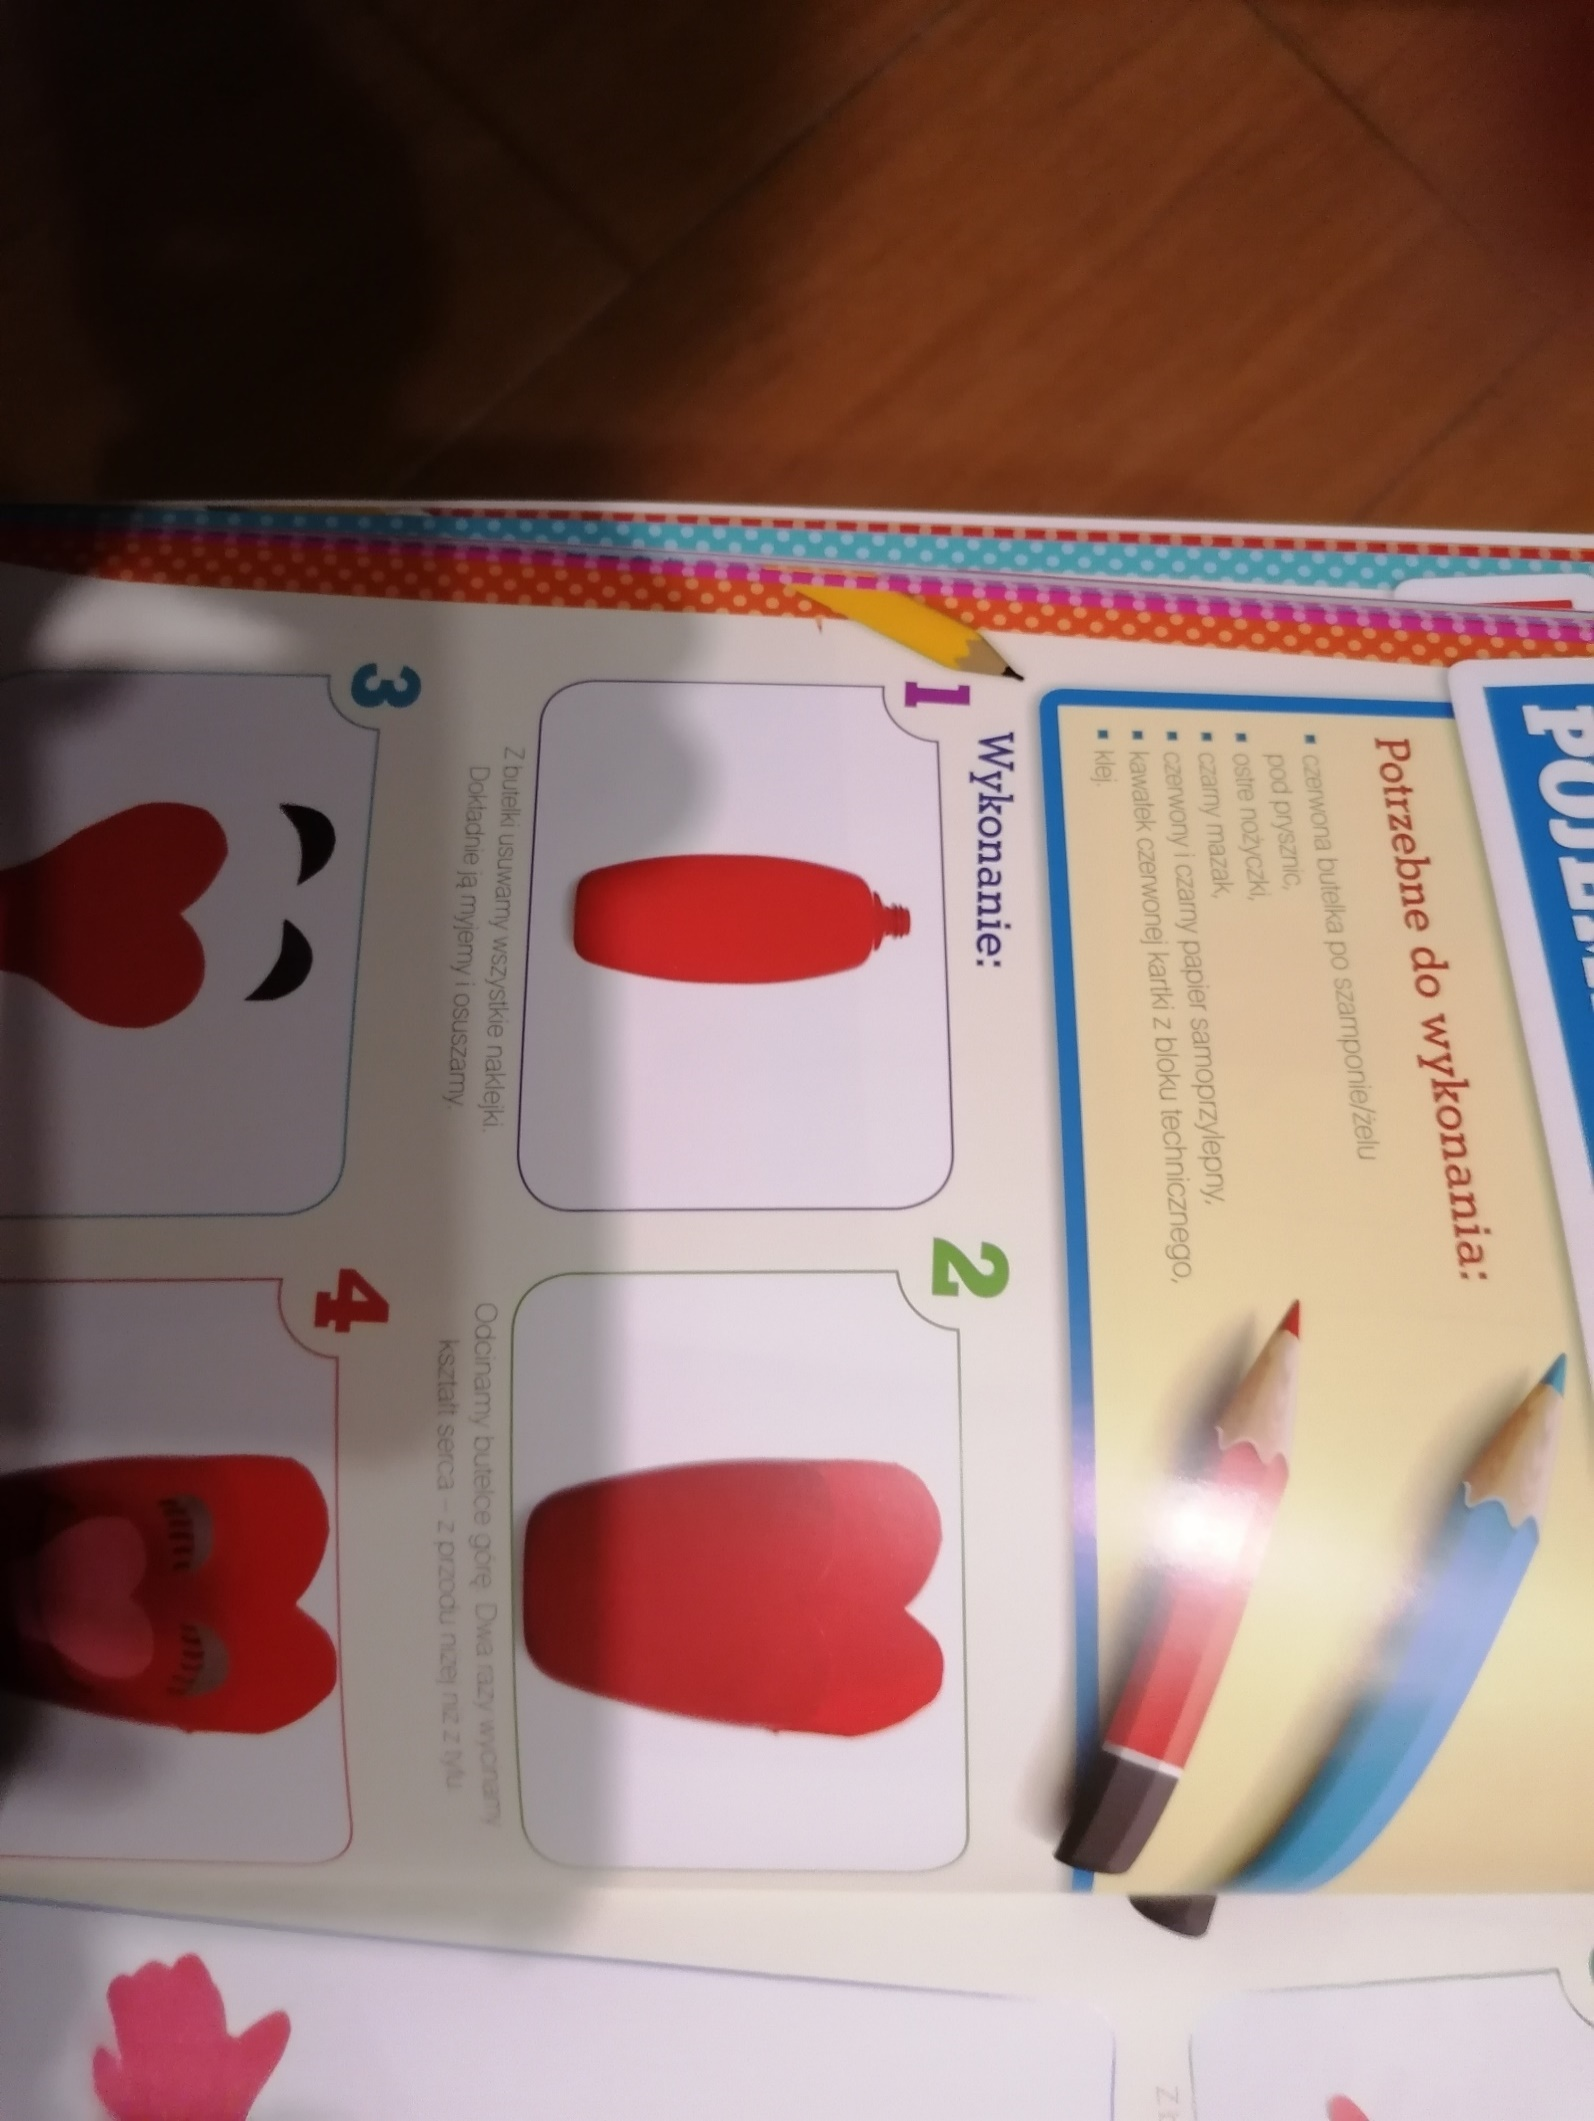 Potrzebne do wykonania:
▪ czerwona butelka po szamponie/żelu
pod prysznic,
▪ ostre nożyczki,
▪ czarny mazak,
▪ czerwony i czarny papier samoprzylepny,
▪ kawałek czerwonej kartki z bloku technicznego,
▪ klej.
Wykonanie:
1
Z butelki usuwamy wszystkie naklejki.
Dokładnie ją myjemy i osuszamy.
2
Odcinamy butelce górę. Dwa razy wycinamy
kształt serca – z przodu niżej niż z tyłu.
3
4